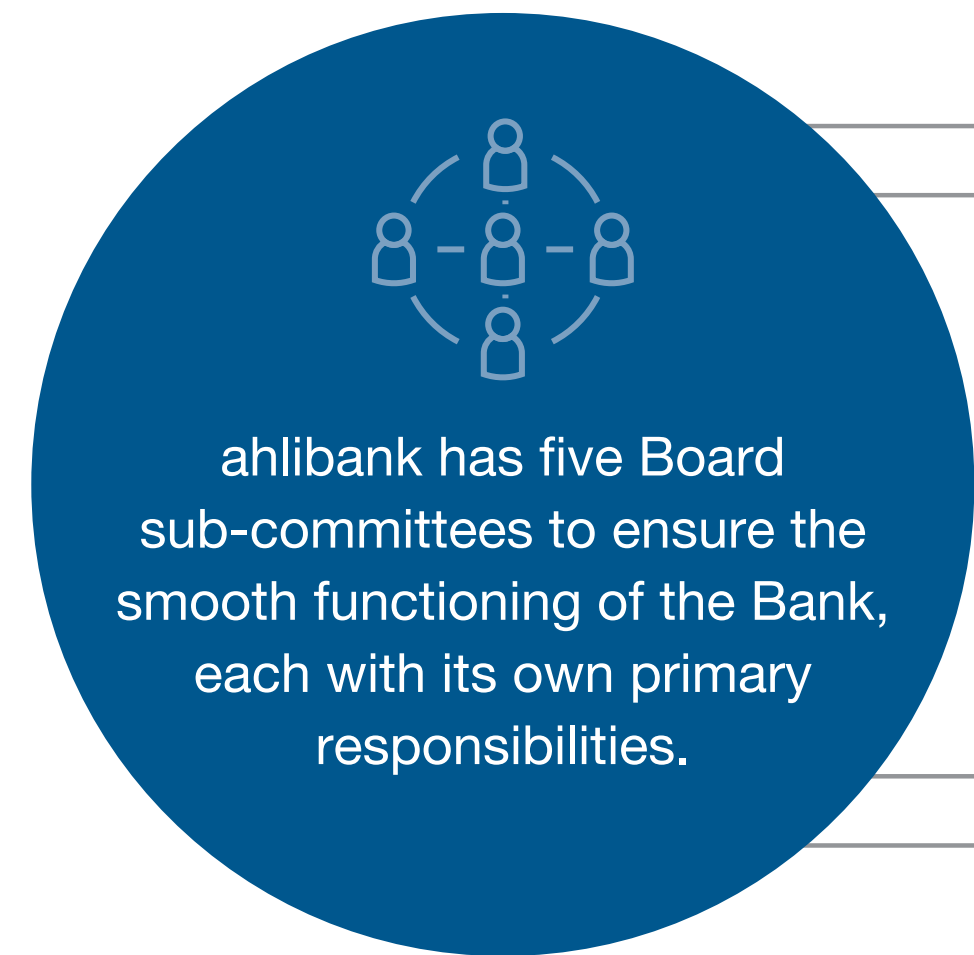 ahlibank has five Board
sub-committees to ensure the
smooth functioning of the Bank,
each with its own primary
responsibilities.